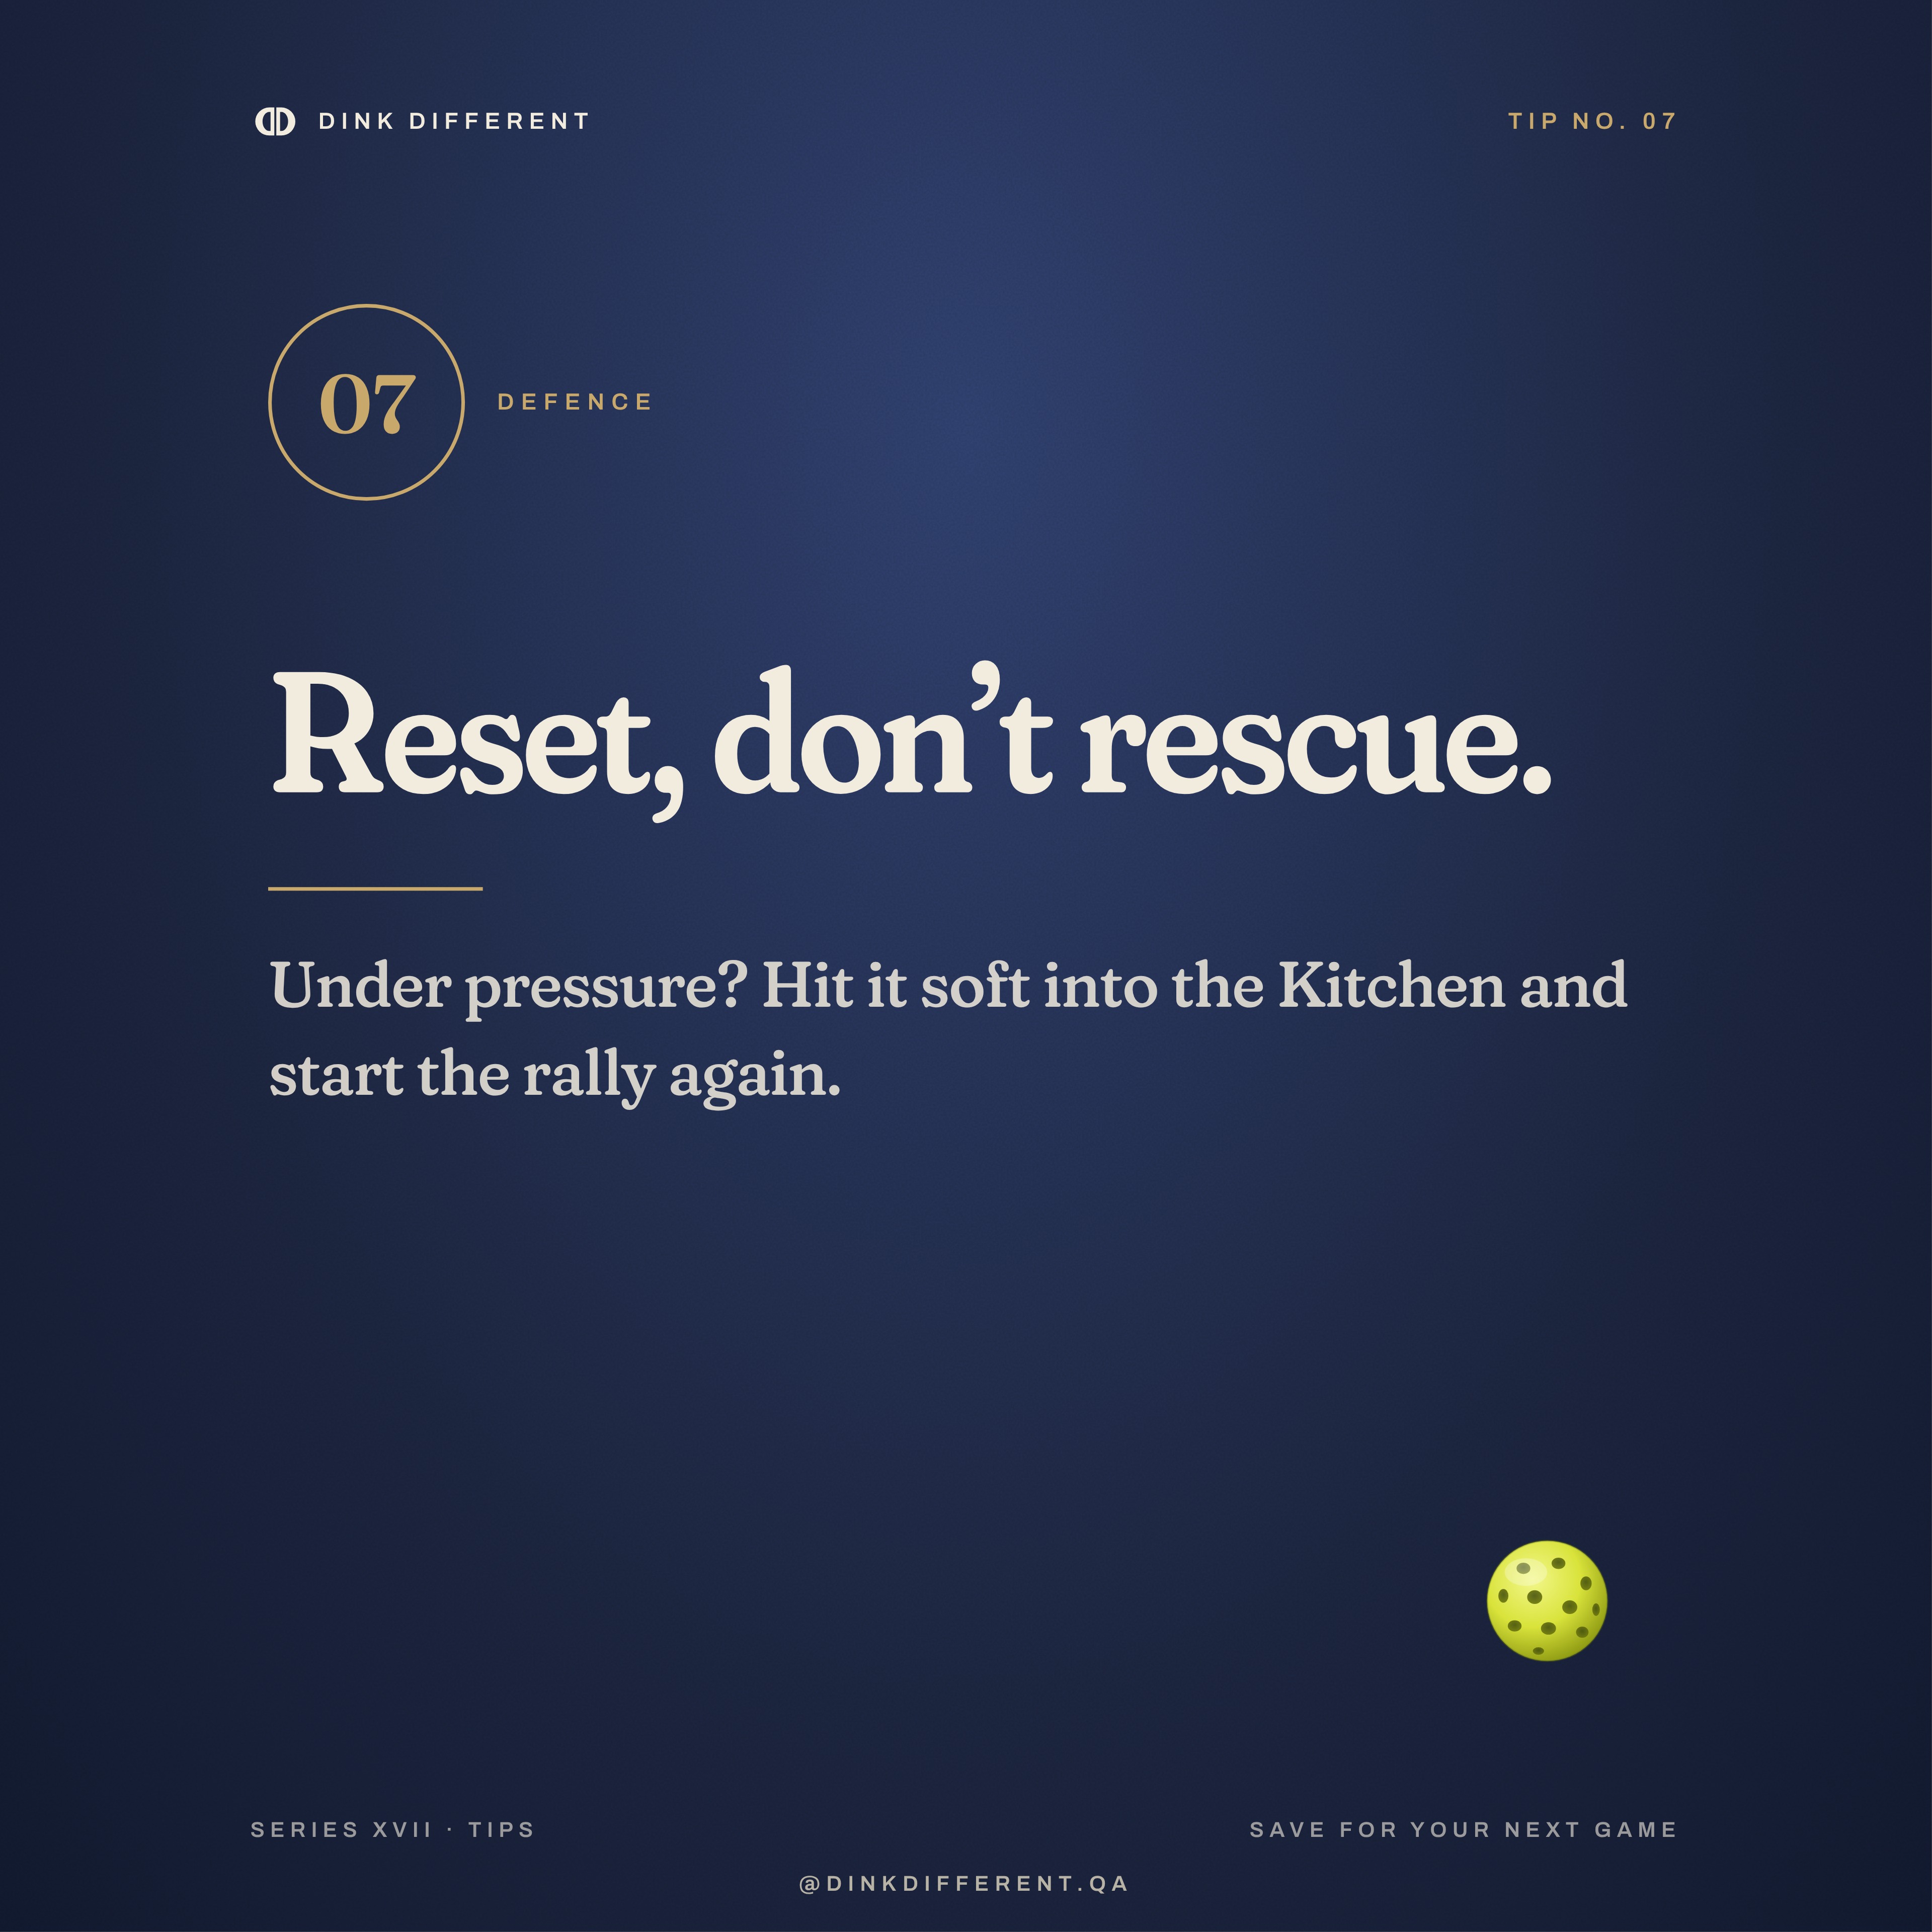 DINK DIFFERENT
TIP NO. 07
07
DEFENCE
Reset, don’t rescue.
Under pressure? Hit it soft into the Kitchen and
start the rally again.
SERIES XVII · TIPS
SAVE FOR YOUR NEXT GAME
@DINKDIFFERENT.QA